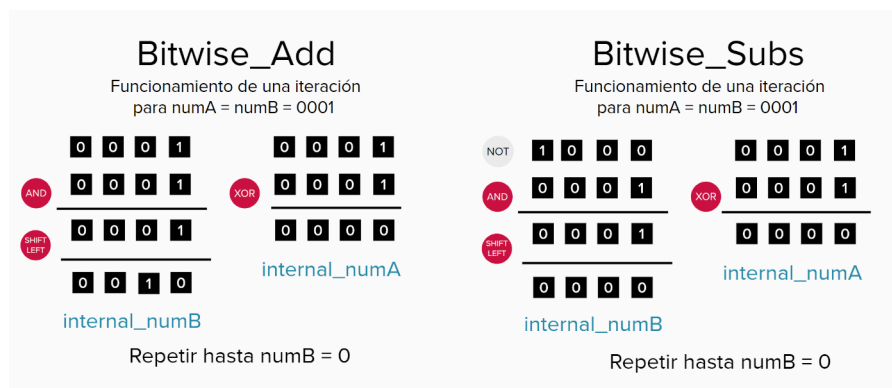 Bitwise_Add
Funcionamiento de una iteración
para numA = numB = 0001
0 0 0 1
AND 0 0 0 1
0 0 0 1
SHIFT
LEFT
0 0 1 0
internal_numB
0 0 0 1
XOR 0 0 0 1
0 0 0 0
internal_numA
Repetir hasta numB = 0
Bitwise_Subs
Funcionamiento de una iteración
para numA = numB = 0001
NOT 1 0 0 0
AND 0 0 0 1
0 0 0 1
SHIFT
LEFT
0 0 0 0
internal_numB
0 0 0 1
XOR 0 0 0 1
0 0 0 0
internal_numA
Repetir hasta numB = 0